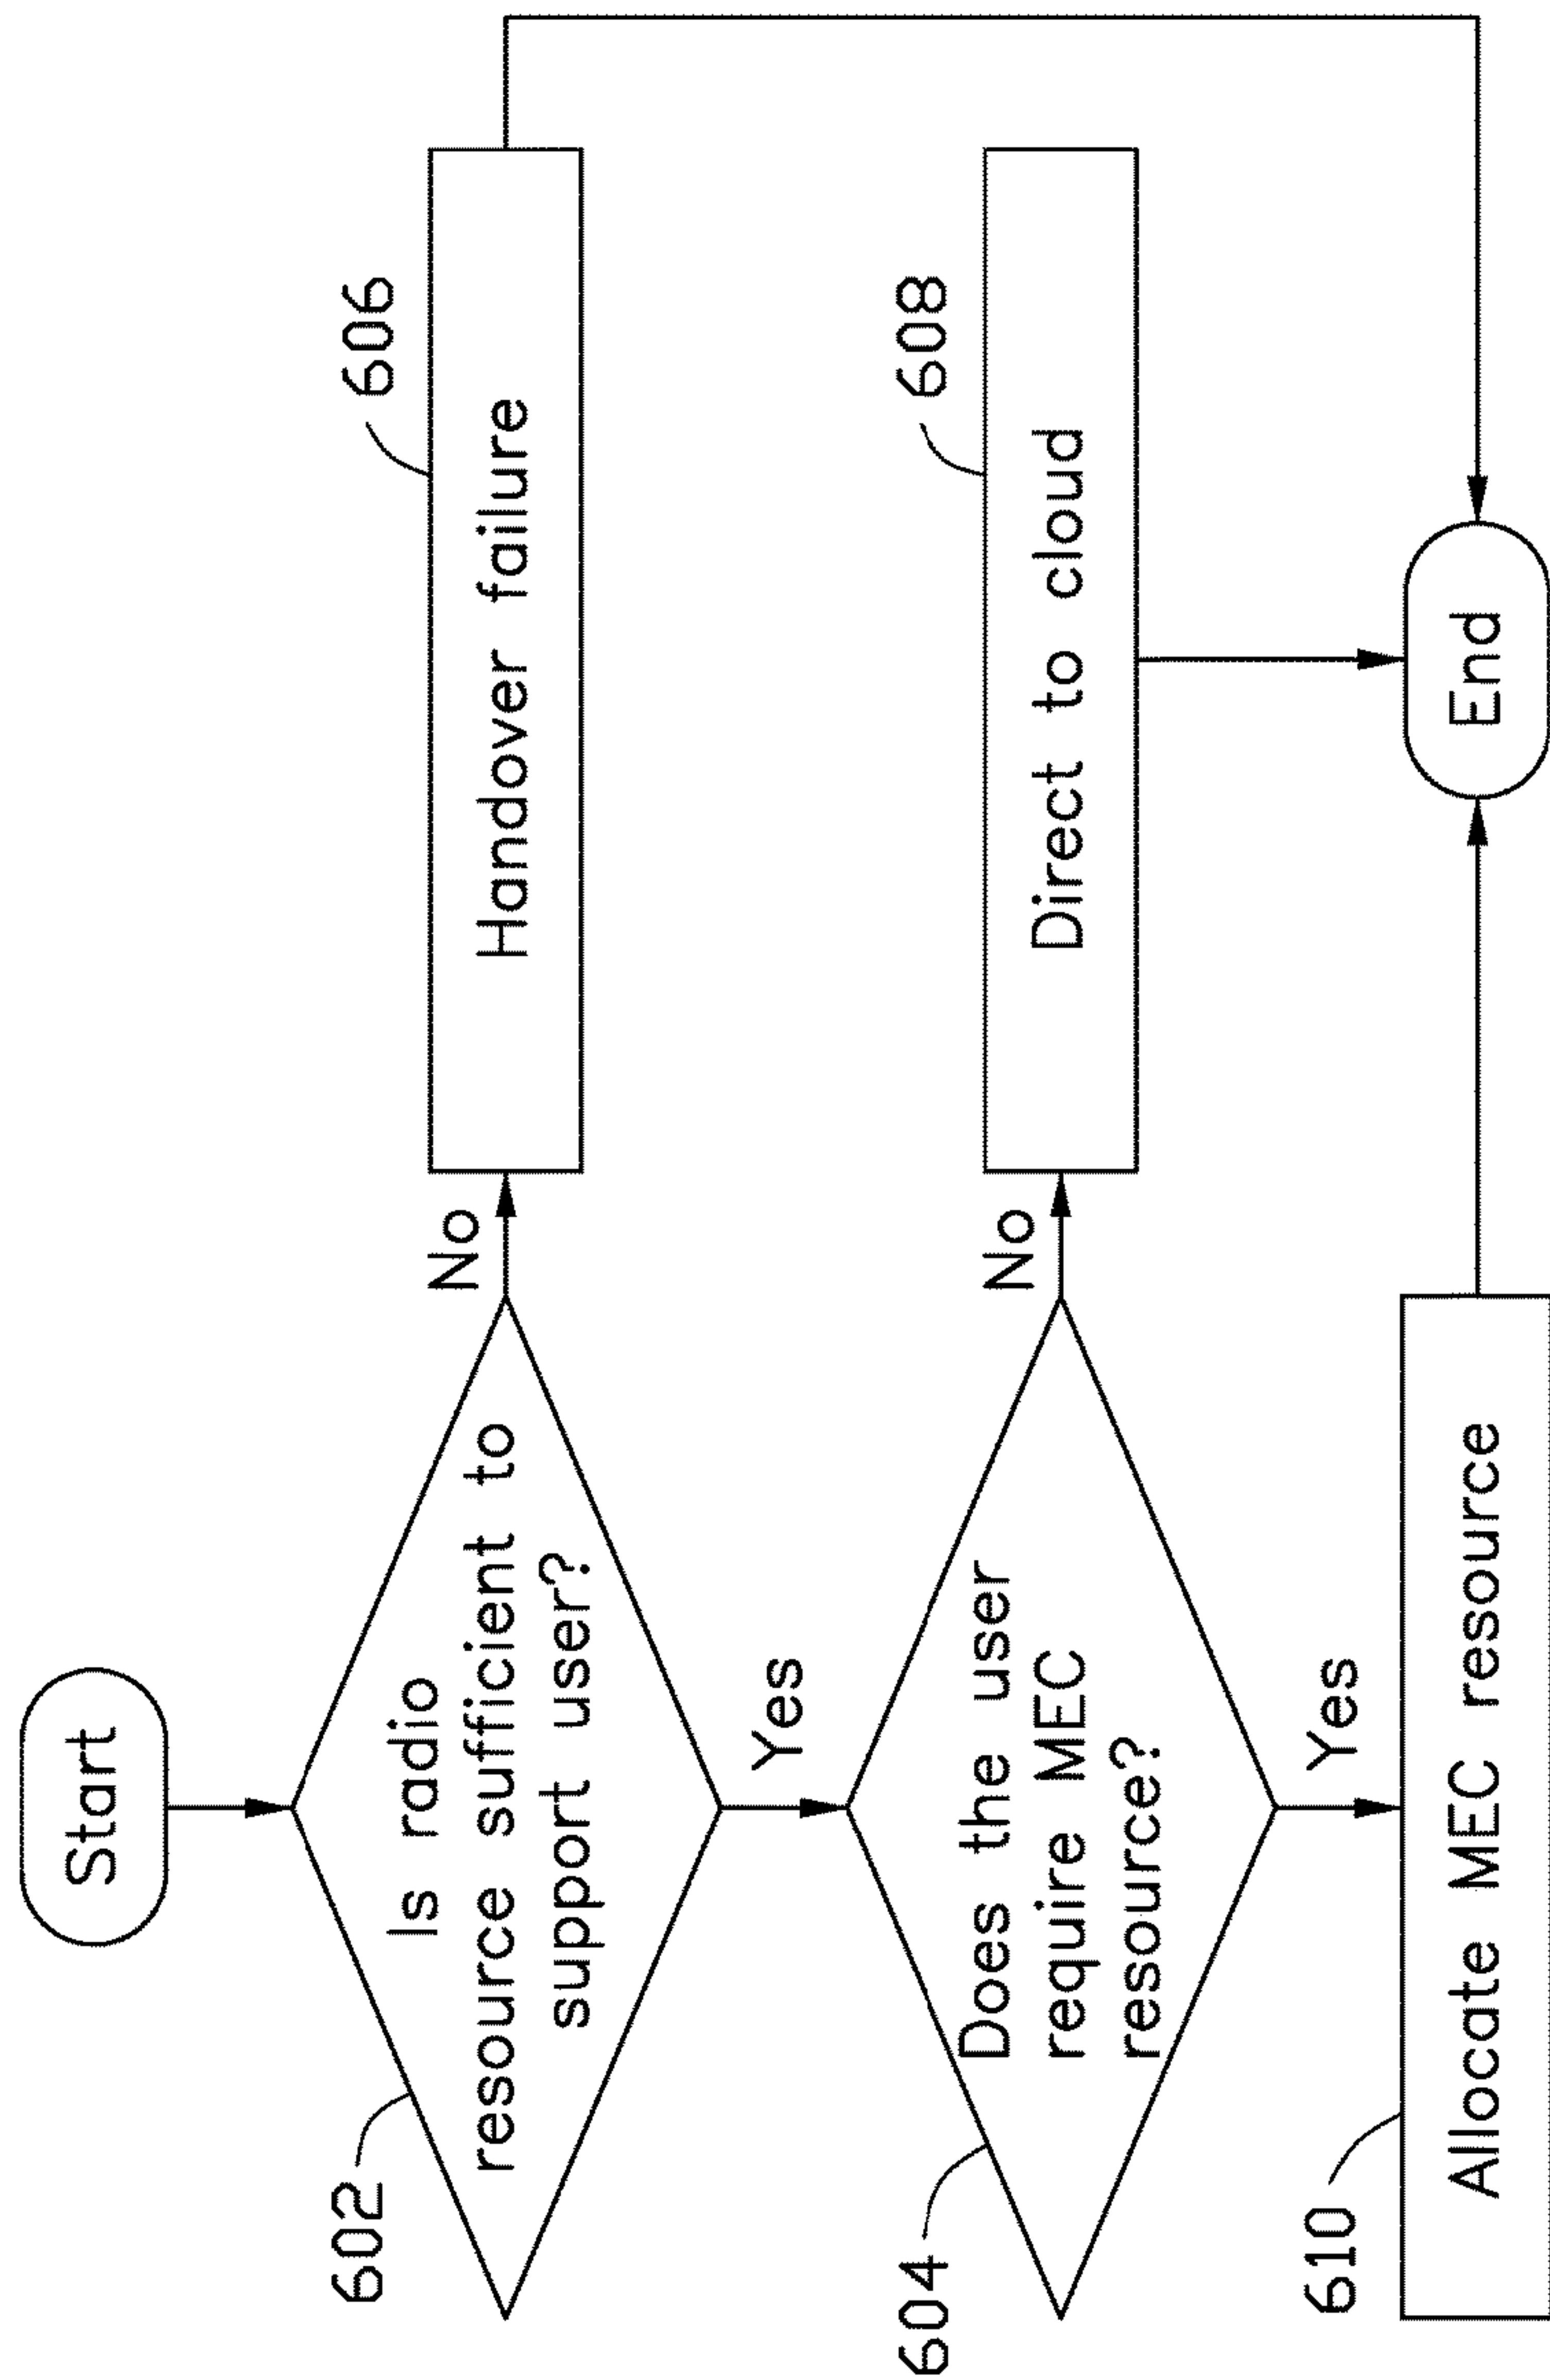 Start
602
Is radio
resource sufficient to
support user?
No
606
Handover failure
Yes
604
Does the user
require MEC
resource?
No
608
Direct to cloud
Yes
610
Allocate MEC resource
End